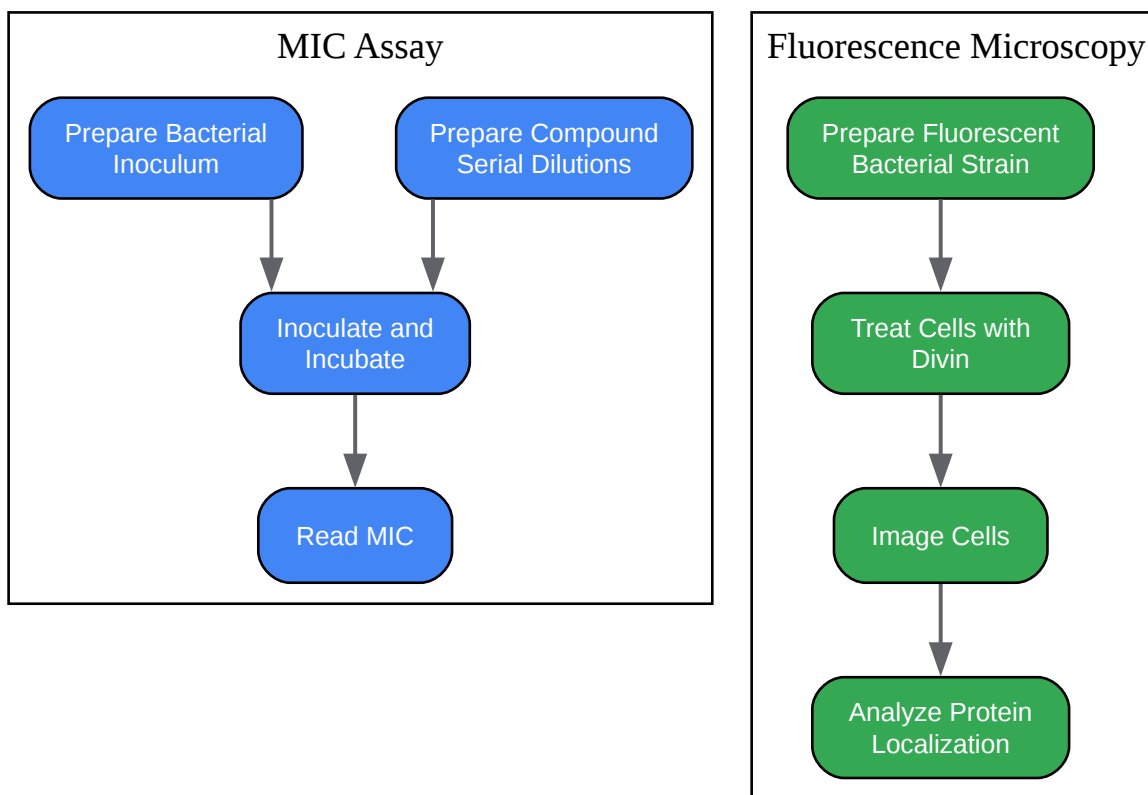 MIC Assay
Prepare Bacterial
Inoculum
Prepare Compound
Serial Dilutions
Inoculate and
Incubate
Read MIC
Fluorescence Microscopy
Prepare Fluorescent
Bacterial Strain
Treat Cells with
Divin
Image Cells
Analyze Protein
Localization